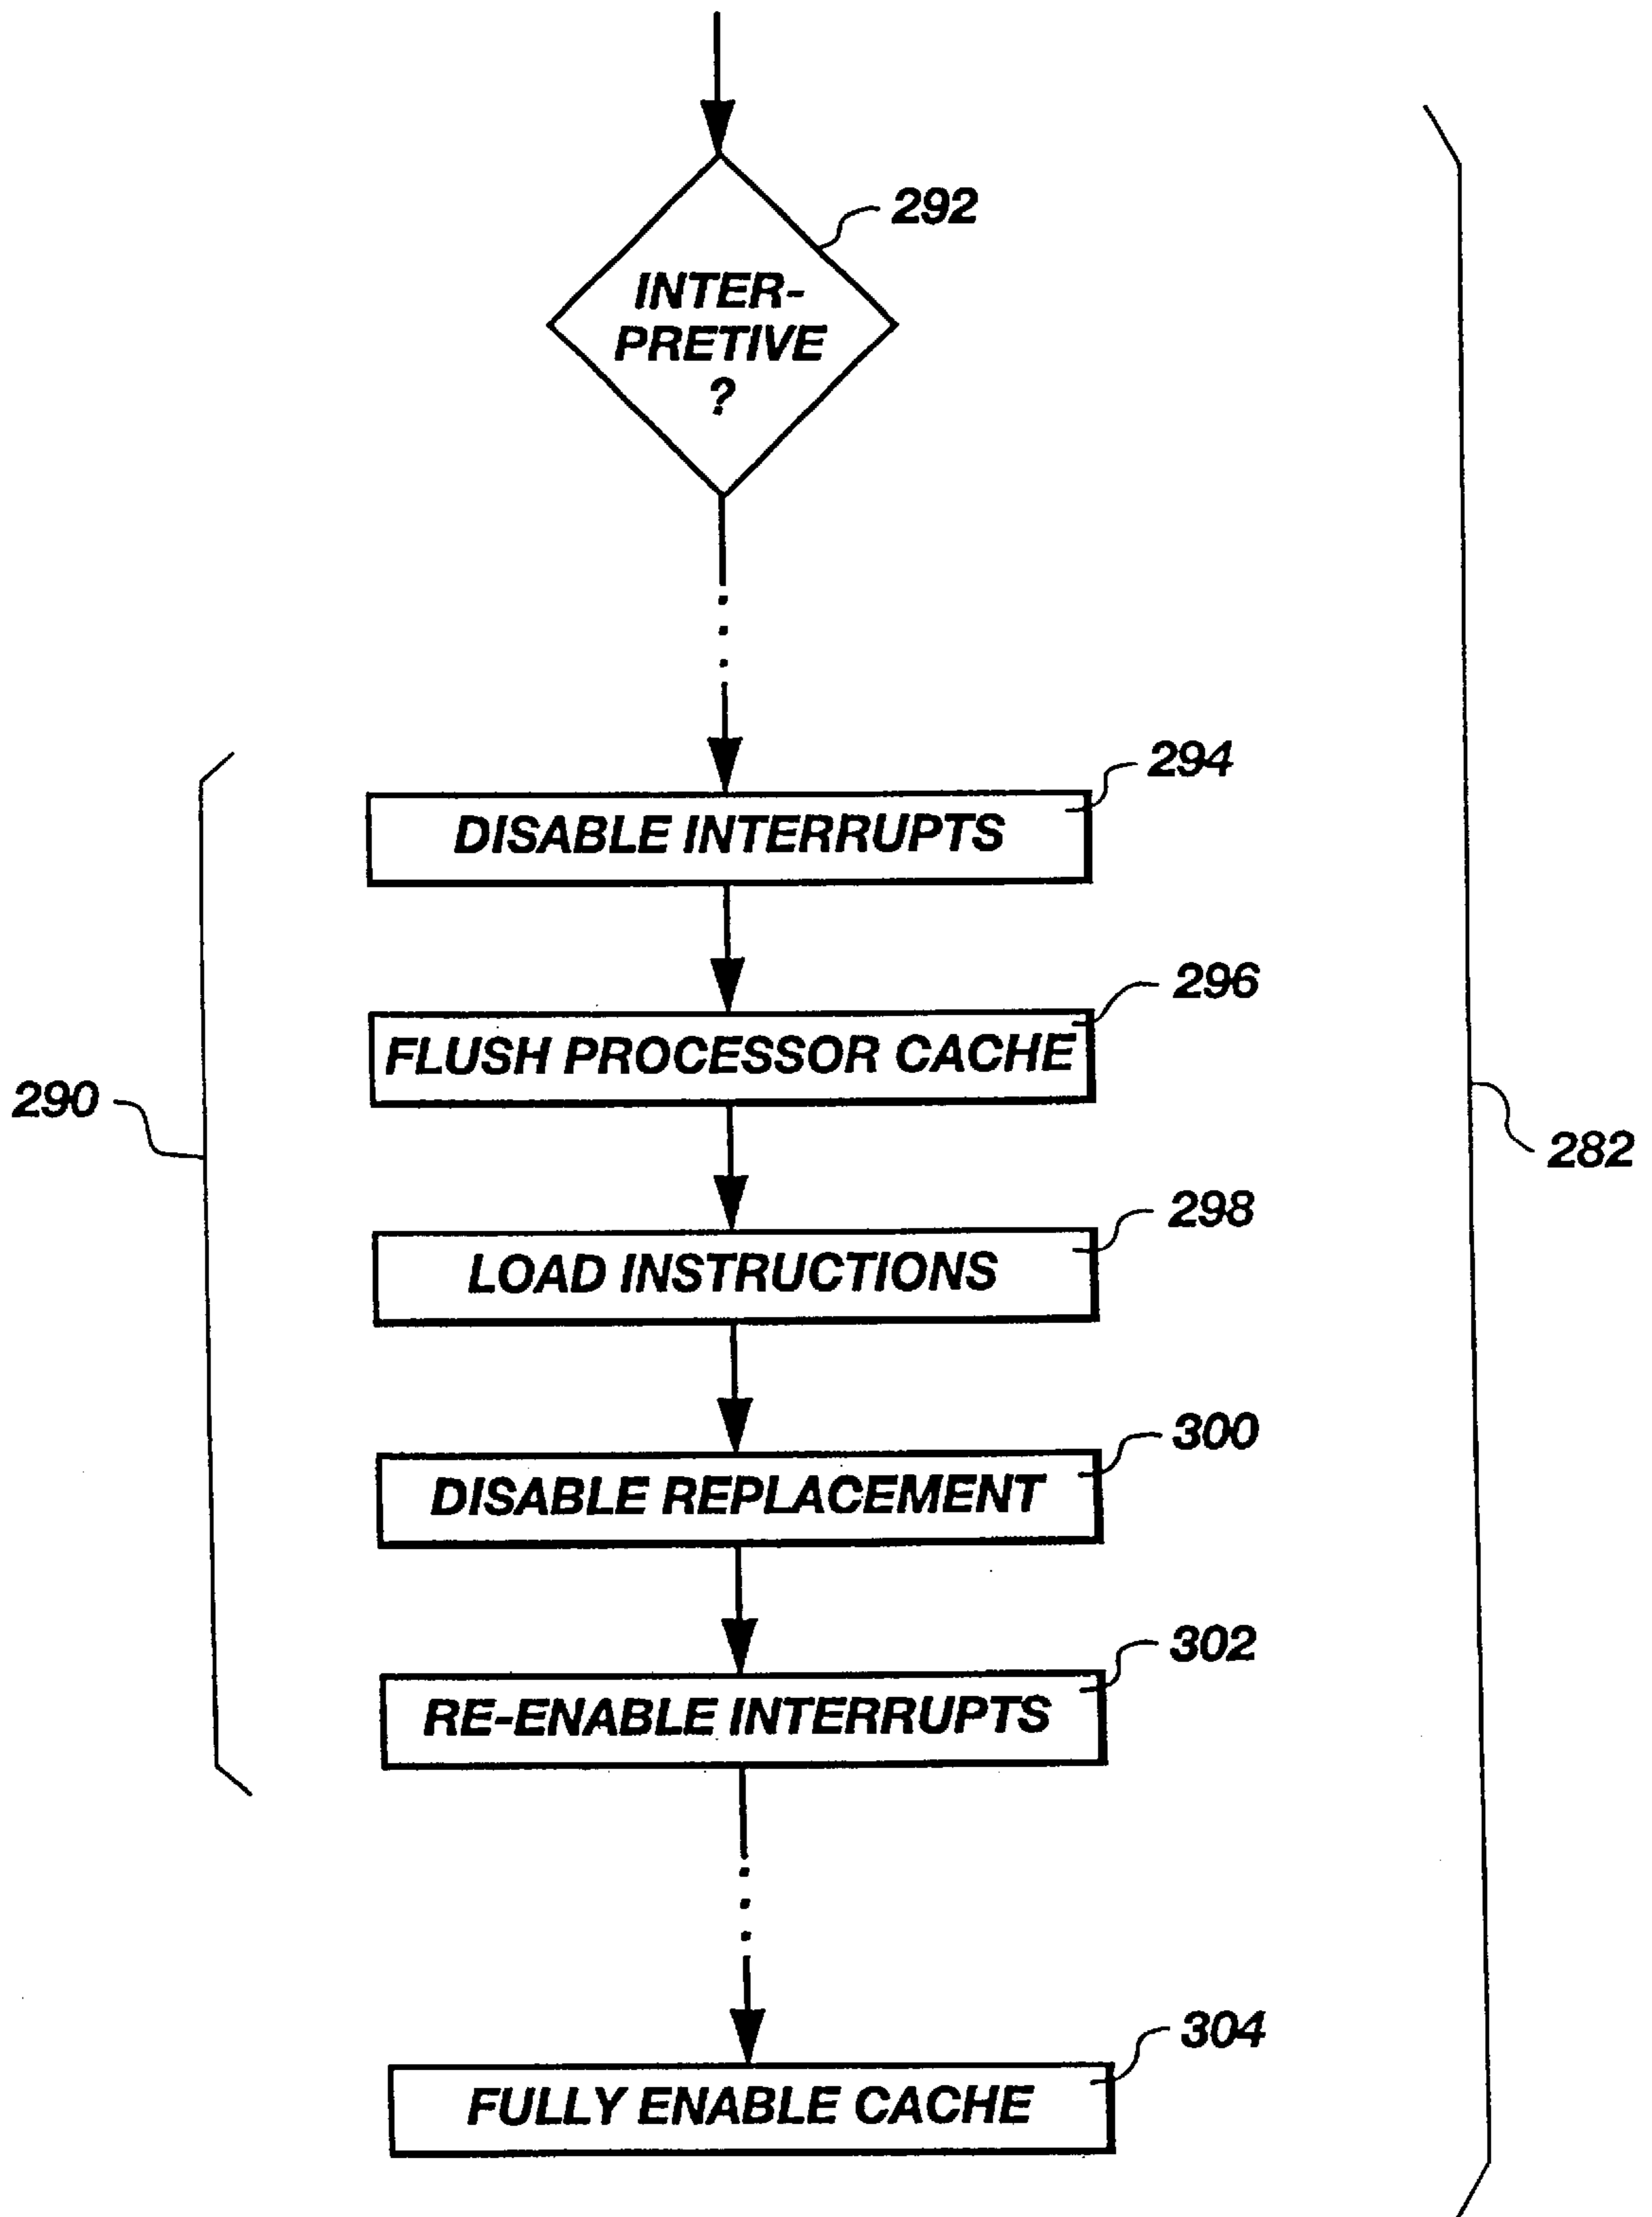 292
INTER-
PRETIVE
?
294
DISABLE INTERRUPTS
296
FLUSH PROCESSOR CACHE
290
282
298
LOAD INSTRUCTIONS
300
DISABLE REPLACEMENT
302
RE-ENABLE INTERRUPTS
304
FULLY ENABLE CACHE